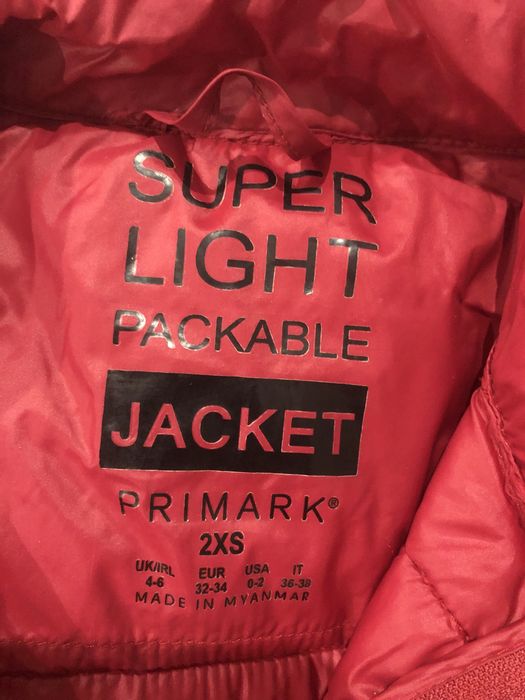 SUPER
LIGHT
PACKABLE
JACKET
PRIMARK®
2XS
UK/IRL EUR USA IT
4-6 32-34 0-2 36-38
MADE IN MYANMAR